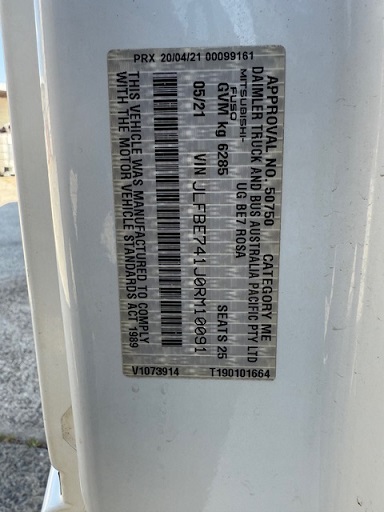 APPROVAL NO. 50750 CATEGORY ME
DAIMLER TRUCK AND BUS AUSTRALIA PACIFIC PTY LTD
MITSUBISHI-
FUSO
UG BE7 ROSA
GVM kg 6285 SEATS 25
05/21 VIN JLFBE741J0RM10091
THIS VEHICLE WAS MANUFACTURED TO COMPLY
WITH THE MOTOR VEHICLE STANDARDS ACT 1989
PRX 20/04/21 00099161
V1073914 T190101664